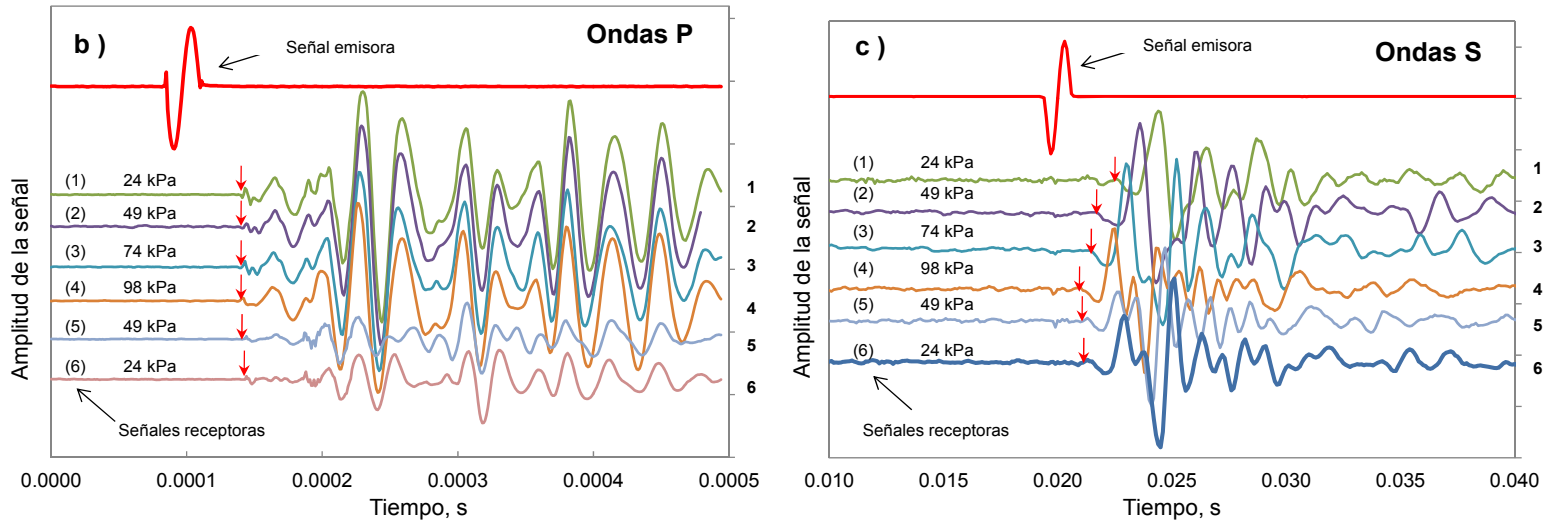 b )
Ondas P
Señal emisora
(1) 24 kPa
1
(2) 49 kPa
2
(3) 74 kPa
3
(4) 98 kPa
4
(5) 49 kPa
5
(6) 24 kPa
6
Señales receptoras
Amplitud de la señal
0.0000 0.0001 0.0002 0.0003 0.0004 0.0005
Tiempo, s
c )
Ondas S
Señal emisora
(1) 24 kPa
1
(2) 49 kPa
2
(3) 74 kPa
3
(4) 98 kPa
4
(5) 49 kPa
5
(6) 24 kPa
6
Señales receptoras
Amplitud de la señal
0.010 0.015 0.020 0.025 0.030 0.035 0.040
Tiempo, s